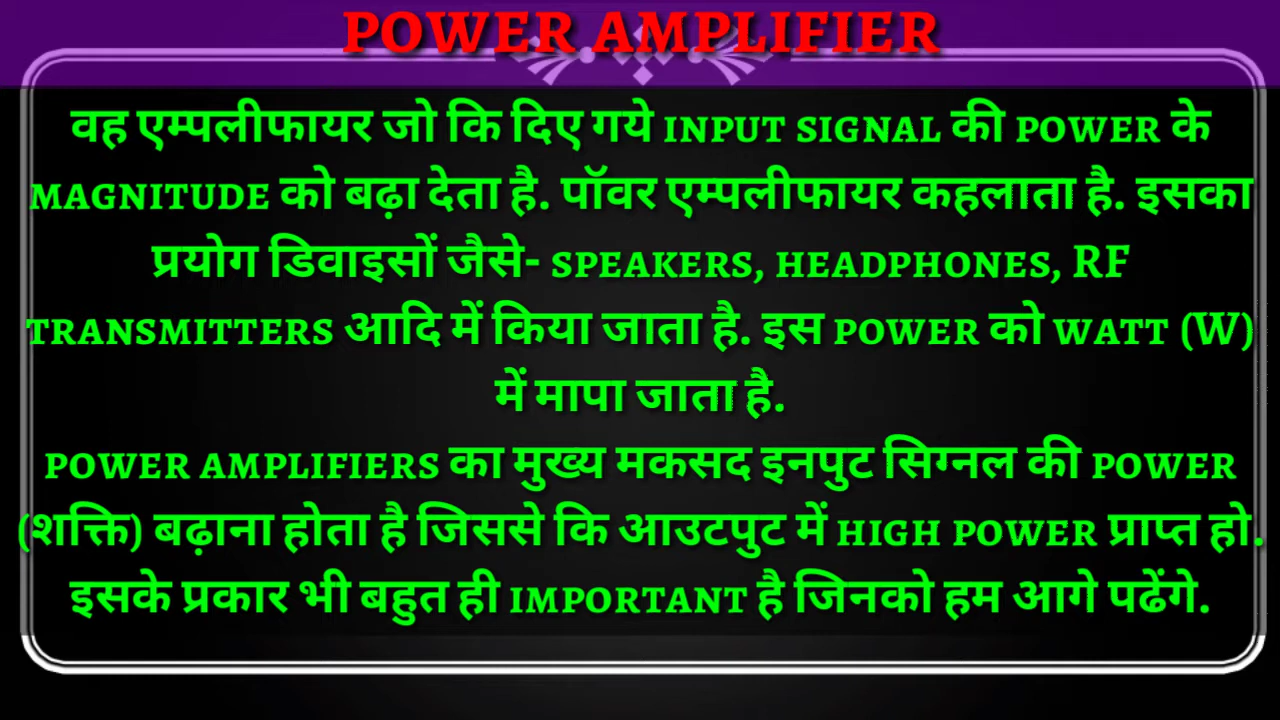 POWER AMPLIFIER
वह एम्पलीफायर जो कि दिए गये INPUT SIGNAL की POWER के
MAGNITUDE को बढ़ा देता है. पॉवर एम्पलीफायर कहलाता है. इसका
प्रयोग डिवाइसों जैसे- SPEAKERS, HEADPHONES, RF
TRANSMITTERS आदि में किया जाता है. इस POWER को WATT (W)
में मापा जाता है.
POWER AMPLIFIERS का मुख्य मकसद इनपुट सिग्नल की POWER
(शक्ति) बढ़ाना होता है जिससे कि आउटपुट में HIGH POWER प्राप्त हो.
इसके प्रकार भी बहुत ही IMPORTANT है जिनको हम आगे पढेंगे.